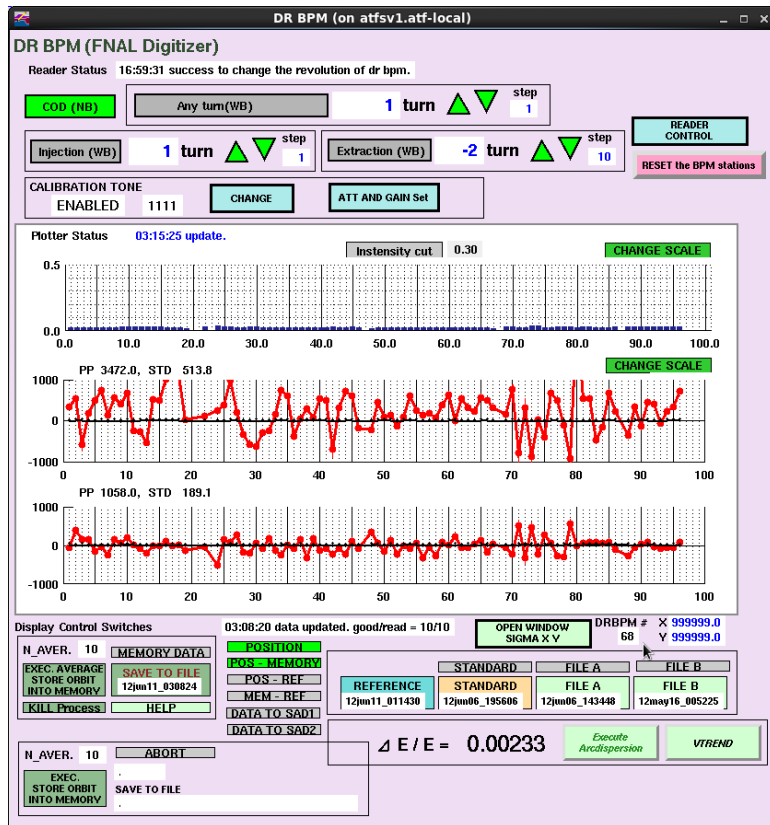 DR BPM (on atfsv1.atf-local)
DR BPM (FNAL Digitizer)
Reader Status 16:59:31 success to change the revolution of dr bpm.
COD (NB) Any turn(WB) 1 turn step 1
Injection (WB) 1 turn step 1 Extraction (WB) -2 turn step 10
READER CONTROL
RESET the BPM stations
CALIBRATION TONE
ENABLED 1111 CHANGE ATT AND GAIN Set
Plotter Status 03:15:25 update.
Instensity cut 0.30 CHANGE SCALE
0.5
0.0
0.0 10.0 20.0 30.0 40.0 50.0 60.0 70.0 80.0 90.0 100.0
PP 3472.0, STD 513.8 CHANGE SCALE
1000
0
-1000
0 10 20 30 40 50 60 70 80 90 100
PP 1058.0, STD 189.1
1000
0
-1000
0 10 20 30 40 50 60 70 80 90 100
Display Control Switches 03:08:20 data updated. good/read = 10/10
OPEN WINDOW SIGMA X Y
DRBPM # 68 X 999999.0
Y 999999.0
N_AVER. 10 MEMORY DATA
EXEC. AVERAGE
STORE ORBIT
INTO MEMORY
SAVE TO FILE
12jun11_030824
KILL Process HELP
POSITION
POS - MEMORY
POS - REF
MEM - REF
DATA TO SAD1
DATA TO SAD2
STANDARD FILE A FILE B
REFERENCE STANDARD FILE A FILE B
12jun11_011430 12jun06_195606 12jun06_143448 12may16_005225
⊿ E / E = 0.00233 Execute Arcdispersion VTREND
N_AVER. 10 ABORT
EXEC.
STORE ORBIT
INTO MEMORY
.
SAVE TO FILE
.